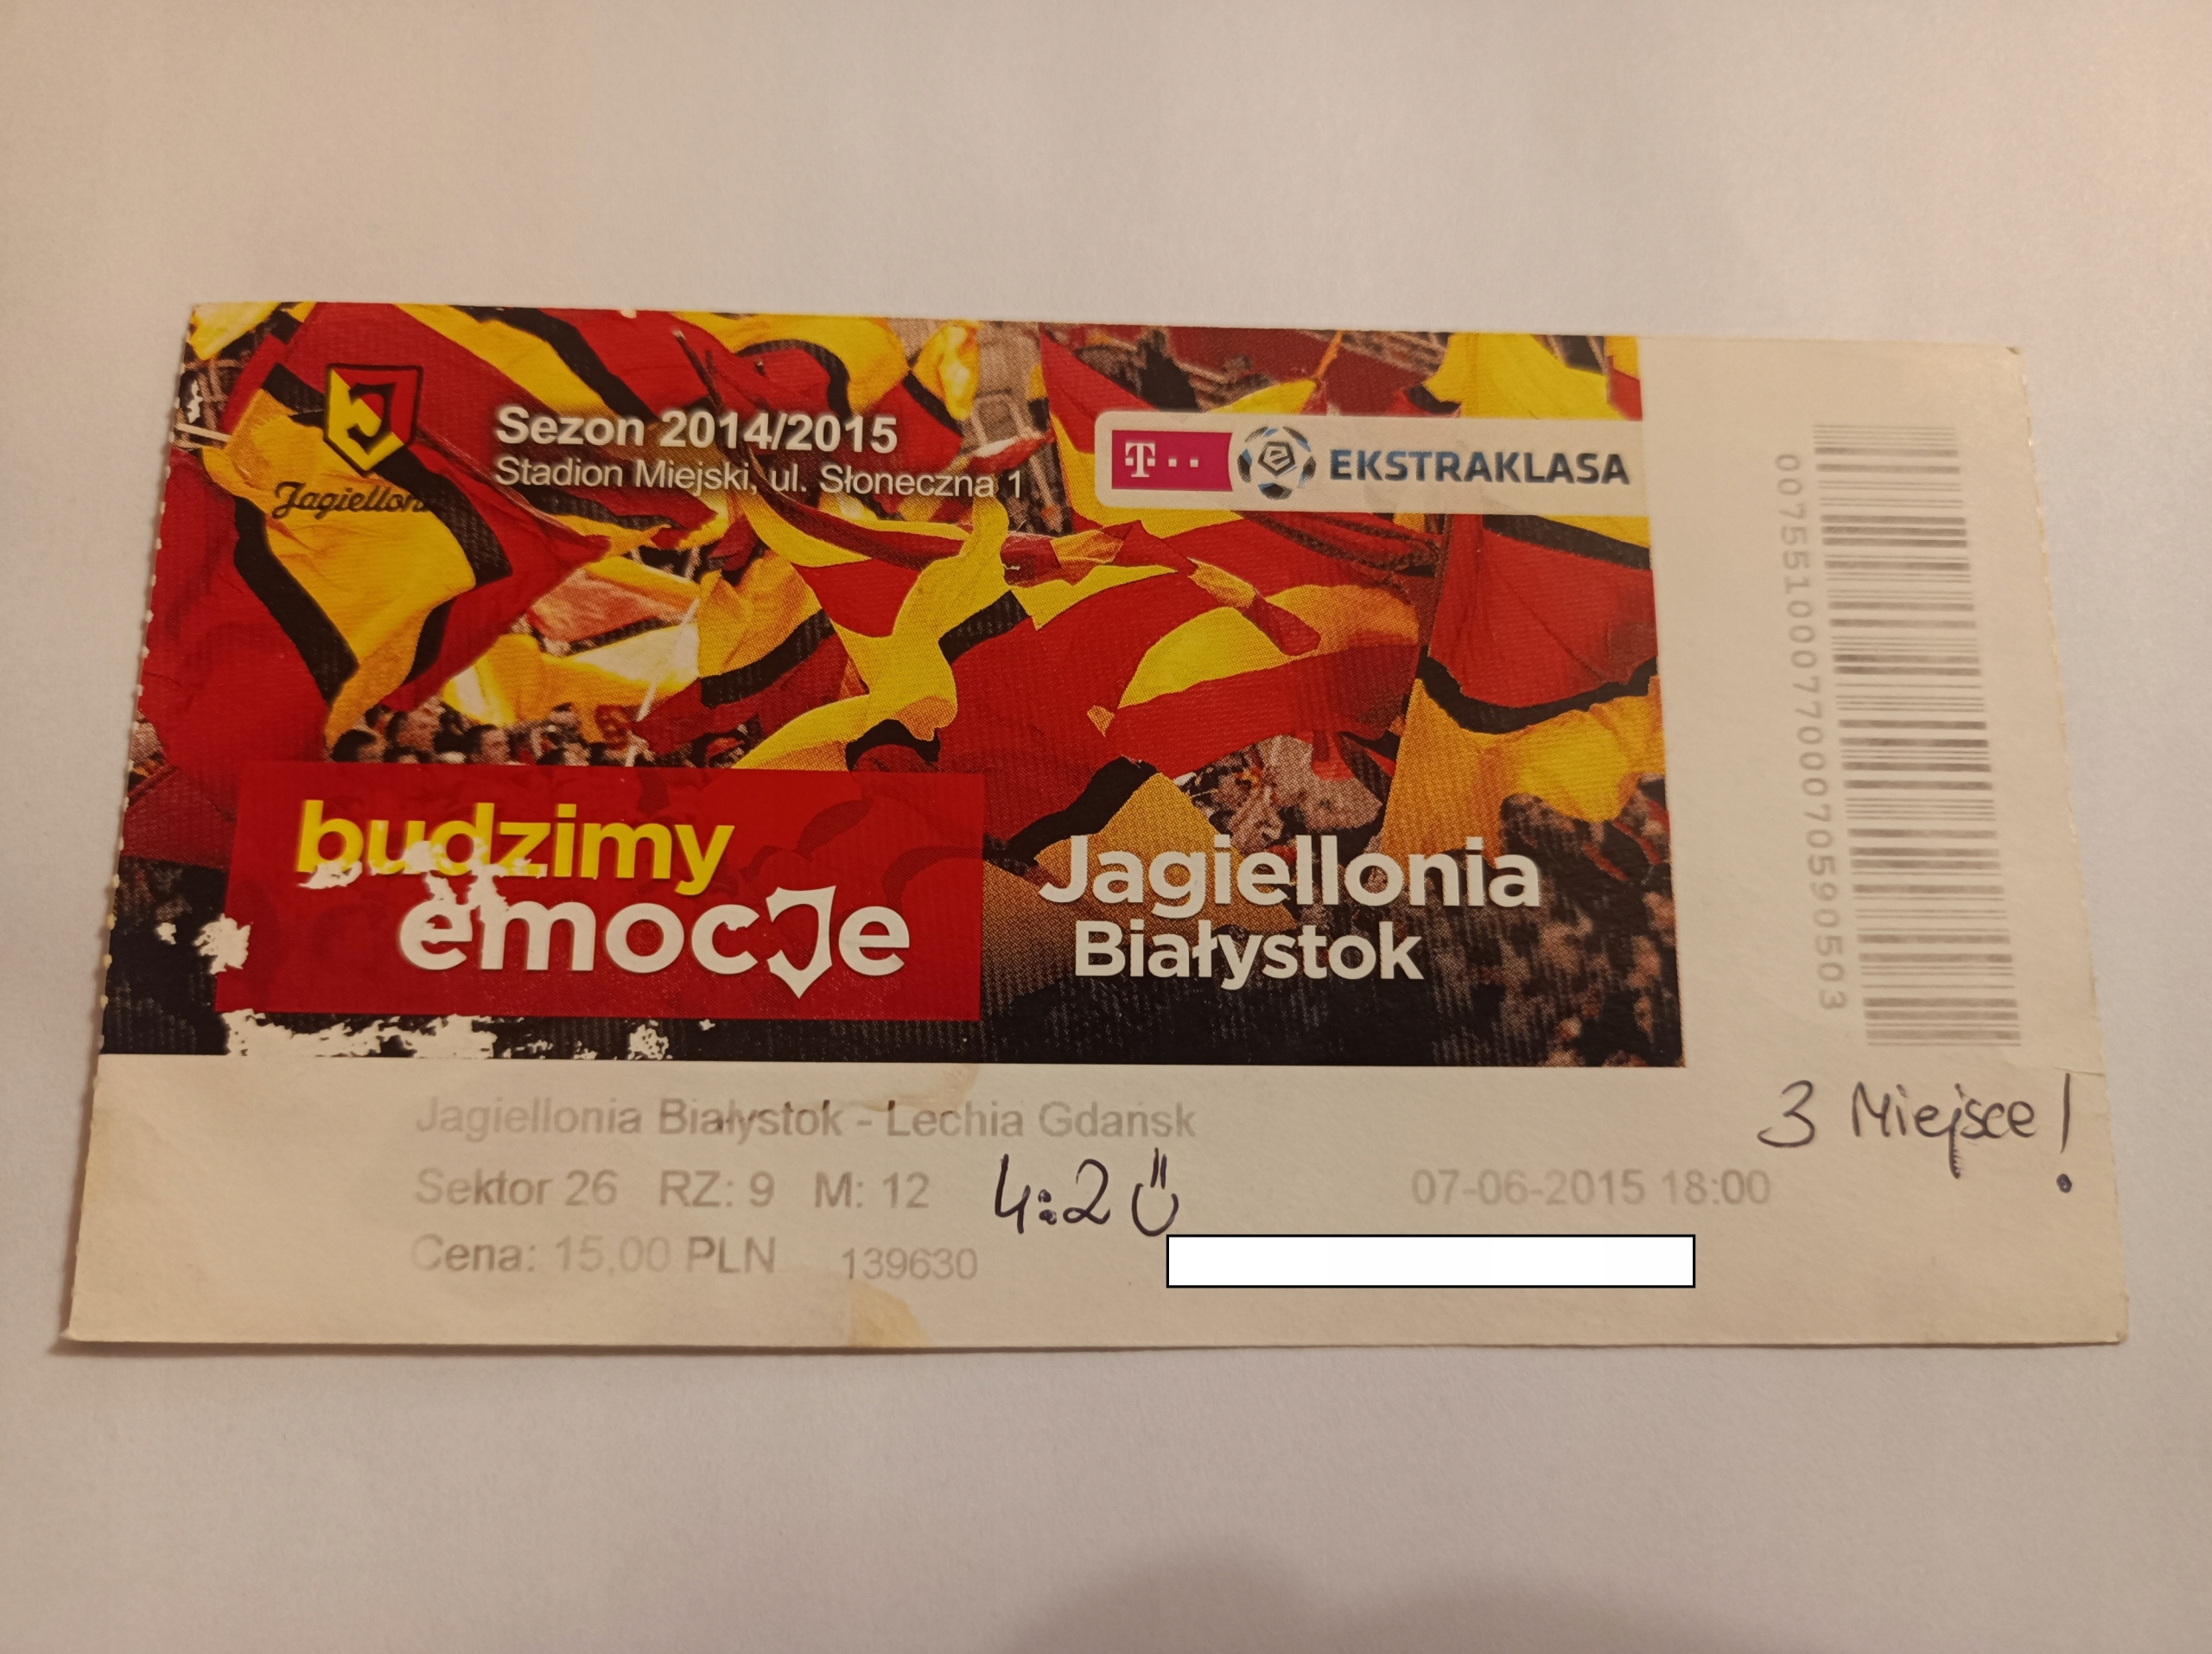 Jagiellonia
Sezon 2014/2015
Stadion Miejski, ul. Słoneczna 1
T··
EKSTRAKLASA
budzimy
emocJe
Jagiellonia
Białystok
00755100077000070590503
Jagiellonia Białystok - Lechia Gdańsk
3 Miejsce!
Sektor 26 RZ: 9 M: 12
4:2
07-06-2015 18:00
Cena: 15,00 PLN
139630